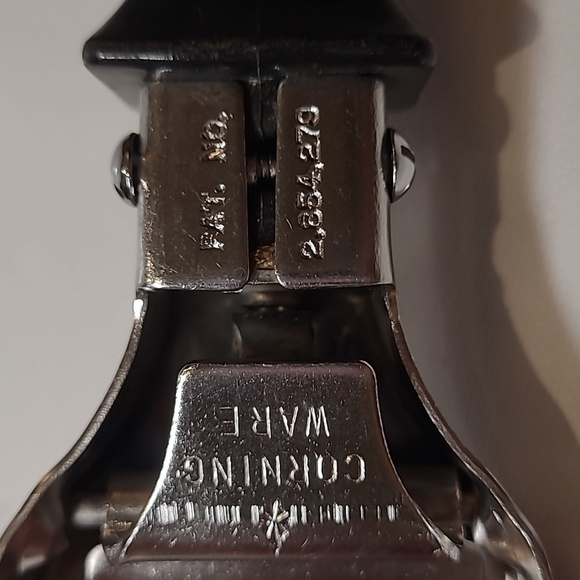 PAT. NO.
2,854,279
CORNING
WARE